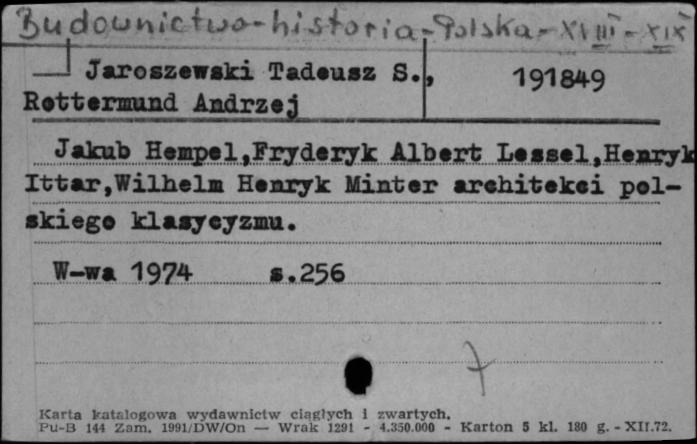 Budownictwo-historia-Polska-XVIII-XIX
Jaroszewski Tadeusz S., 191849
Rottermund Andrzej
Jakub Hempel,Fryderyk Albert Lessel,Henryk
Ittar,Wilhelm Henryk Minter architekci pol-
skiego klasycyzmu.
W-wa 1974 s.256
Karta katalogowa wydawnictw ciągłych i zwartych.
Pu-B 144 Zam. 1991/DW/On — Wrak 1291 - 4.350.000 - Karton 5 kl. 180 g. - XII.72.